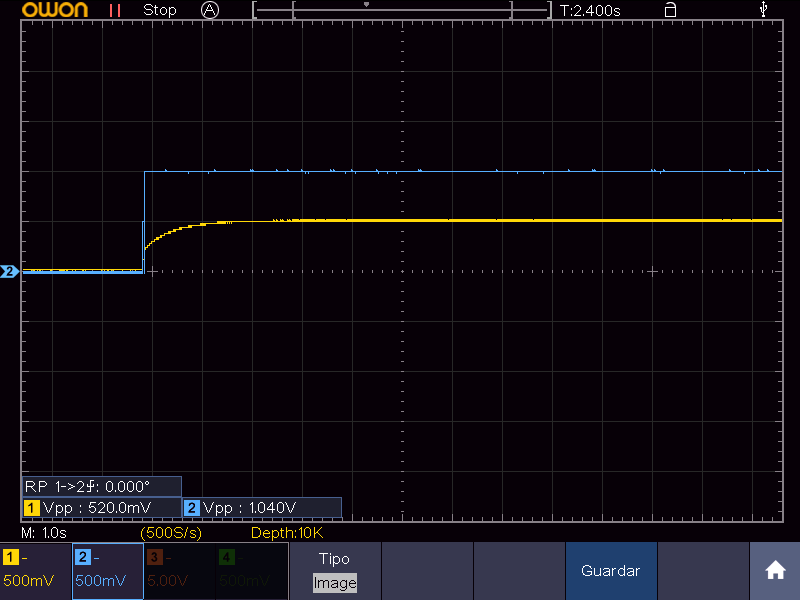 OWON Stop A T:2.400s
2
RP 1->2: 0.000°
1 Vpp : 520.0mV 2 Vpp : 1.040V
M: 1.0s (500S/s) Depth:10K
1 - 2 - 3 - 4 - Tipo
500mV 500mV 5.00V 500mV Image Guardar